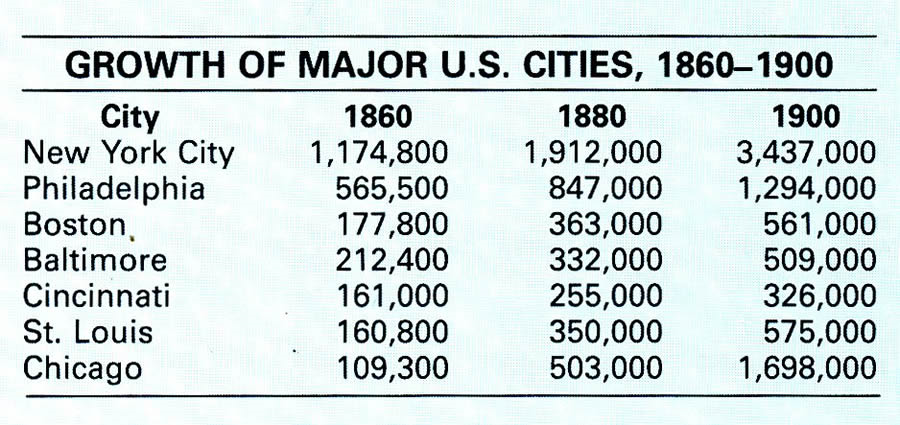 GROWTH OF MAJOR U.S. CITIES, 1860–1900
City 1860 1880 1900
New York City 1,174,800 1,912,000 3,437,000
Philadelphia 565,500 847,000 1,294,000
Boston 177,800 363,000 561,000
Baltimore 212,400 332,000 509,000
Cincinnati 161,000 255,000 326,000
St. Louis 160,800 350,000 575,000
Chicago 109,300 503,000 1,698,000